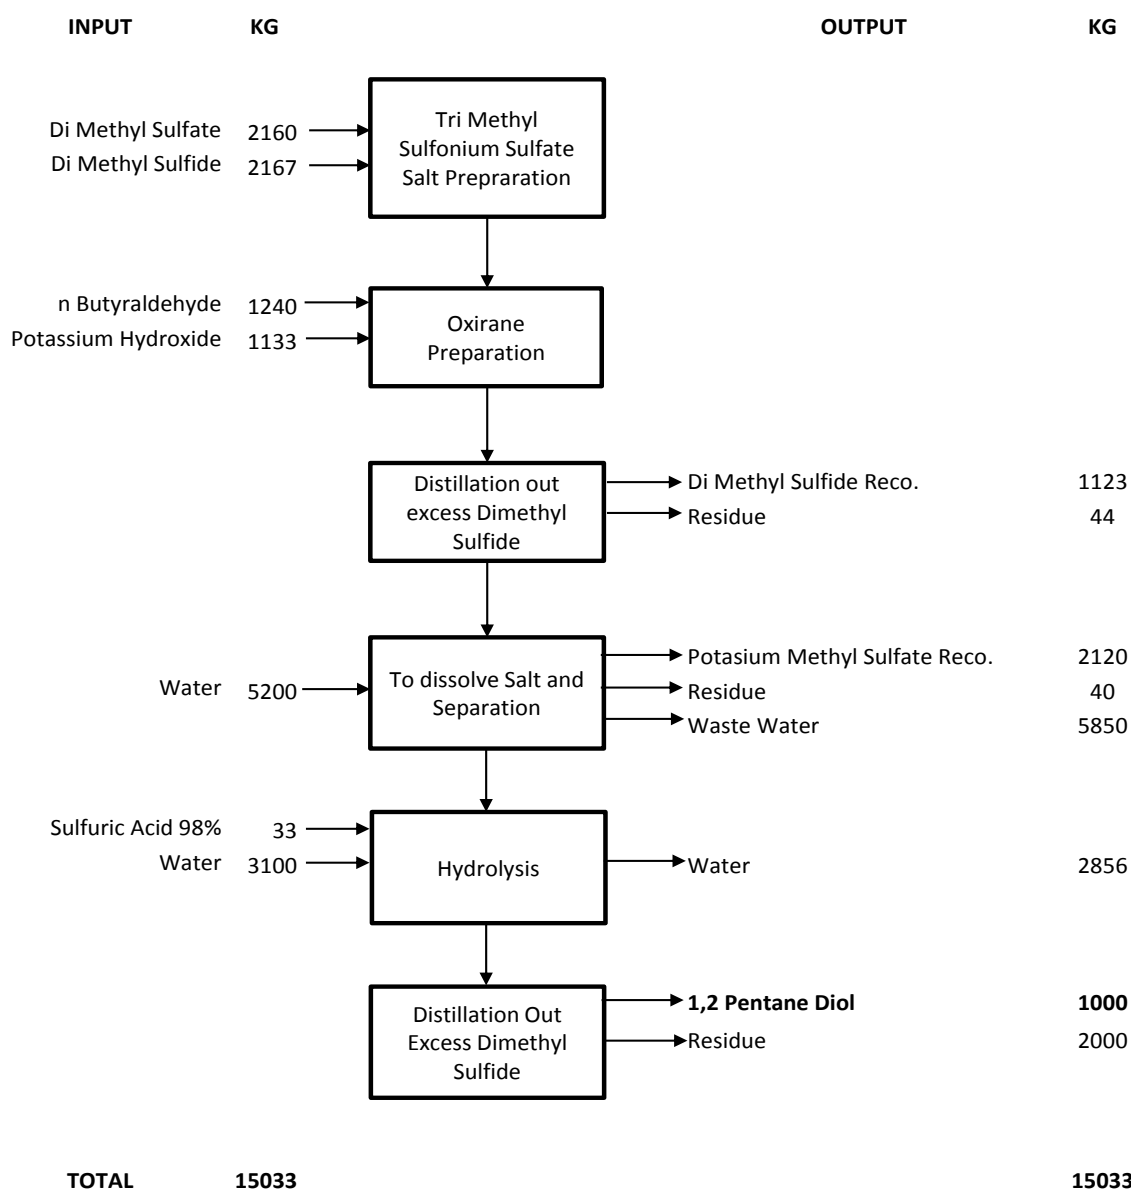 INPUT KG OUTPUT KG
Di Methyl Sulfate 2160
Di Methyl Sulfide 2167
Tri Methyl
Sulfonium Sulfate
Salt Prepraration
n Butyraldehyde 1240
Potassium Hydroxide 1133
Oxirane
Preparation
Distillation out
excess Dimethyl
Sulfide
Di Methyl Sulfide Reco. 1123
Residue 44
Water 5200
To dissolve Salt and
Separation
Potasium Methyl Sulfate Reco. 2120
Residue 40
Waste Water 5850
Sulfuric Acid 98% 33
Water 3100
Hydrolysis
Water 2856
Distillation Out
Excess Dimethyl
Sulfide
1,2 Pentane Diol 1000
Residue 2000
TOTAL 15033 15033